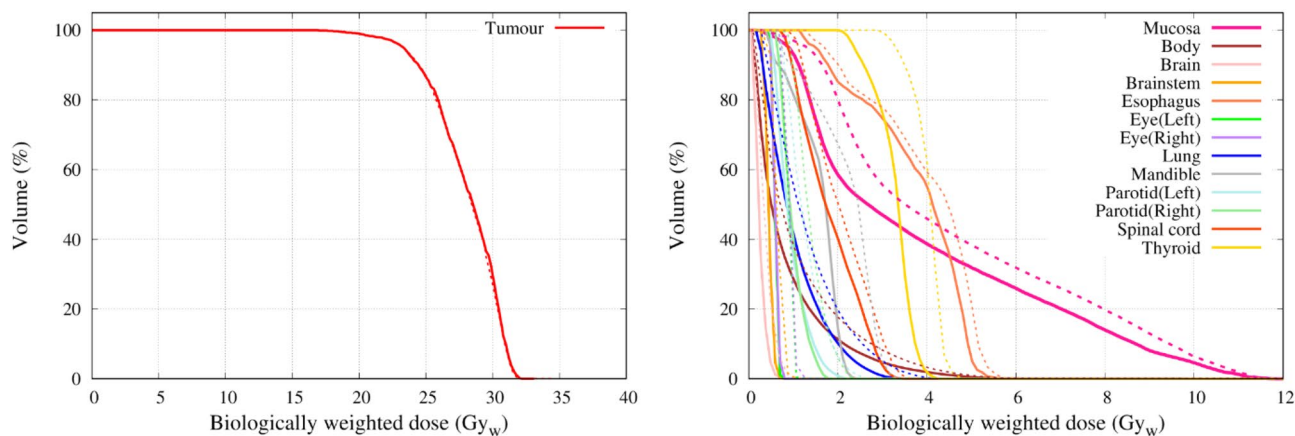 Tumour
100
80
60
40
20
0
Volume (%)
0 5 10 15 20 25 30 35 40
Biologically weighted dose (Gyw)
Mucosa
Body
Brain
Brainstem
Esophagus
Eye(Left)
Eye(Right)
Lung
Mandible
Parotid(Left)
Parotid(Right)
Spinal cord
Thyroid
100
80
60
40
20
0
Volume (%)
0 2 4 6 8 10 12
Biologically weighted dose (Gyw)